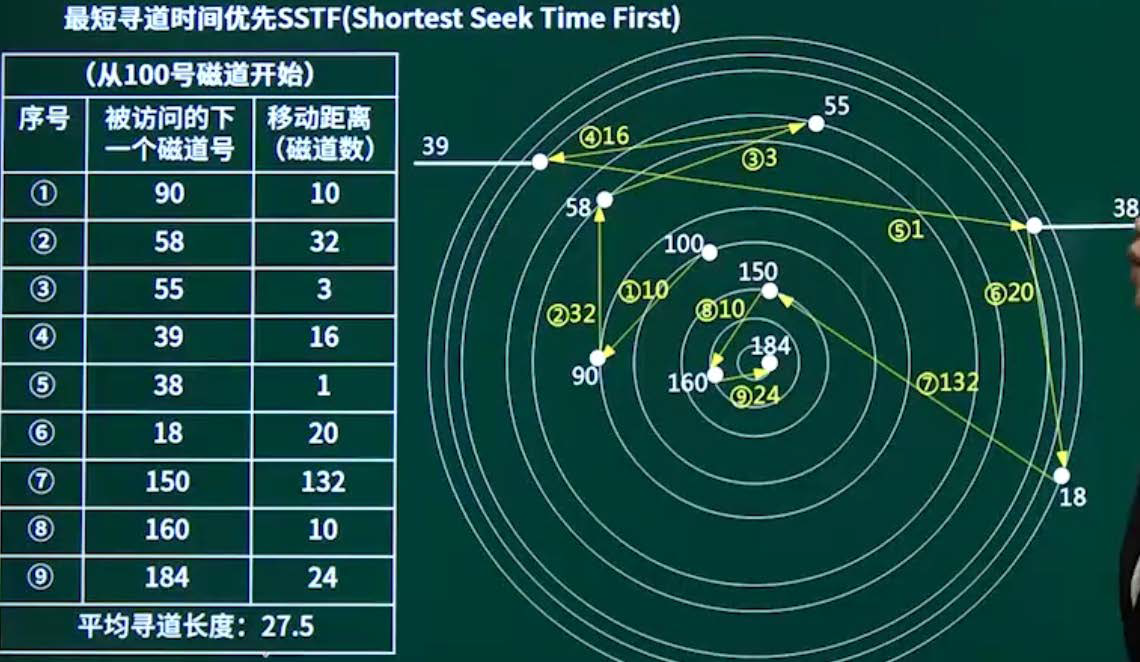 最短寻道时间优先SSTF(Shortest Seek Time First)
（从100号磁道开始）
序号 被访问的下一个磁道号 移动距离（磁道数）
① 90 10
② 58 32
③ 55 3
④ 39 16
⑤ 38 1
⑥ 18 20
⑦ 150 132
⑧ 160 10
⑨ 184 24
平均寻道长度：27.5
55
39
④16
③3
58
38
⑤1
100
150
①10
⑥20
②32
⑧10
184
90
160
⑨24
⑦132
18